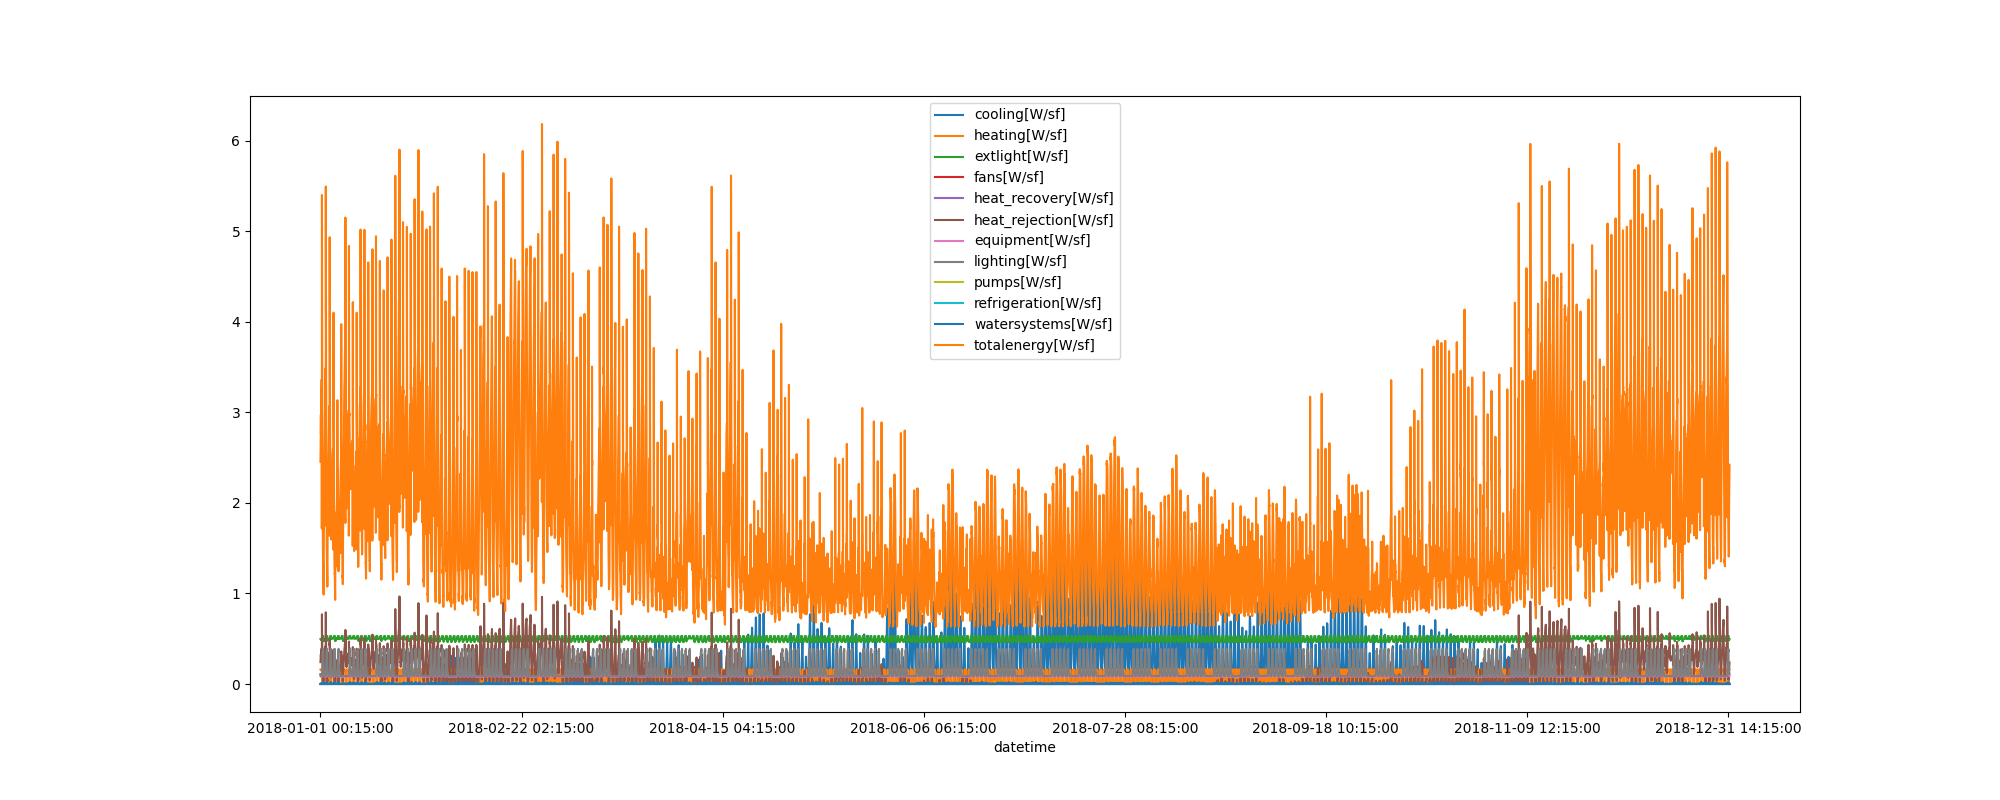 cooling[W/sf]
heating[W/sf]
extlight[W/sf]
fans[W/sf]
heat_recovery[W/sf]
heat_rejection[W/sf]
equipment[W/sf]
lighting[W/sf]
pumps[W/sf]
refrigeration[W/sf]
watersystems[W/sf]
totalenergy[W/sf]
6
5
4
3
2
1
0
2018-01-01 00:15:00 2018-02-22 02:15:00 2018-04-15 04:15:00 2018-06-06 06:15:00 2018-07-28 08:15:00 2018-09-18 10:15:00 2018-11-09 12:15:00 2018-12-31 14:15:00
datetime